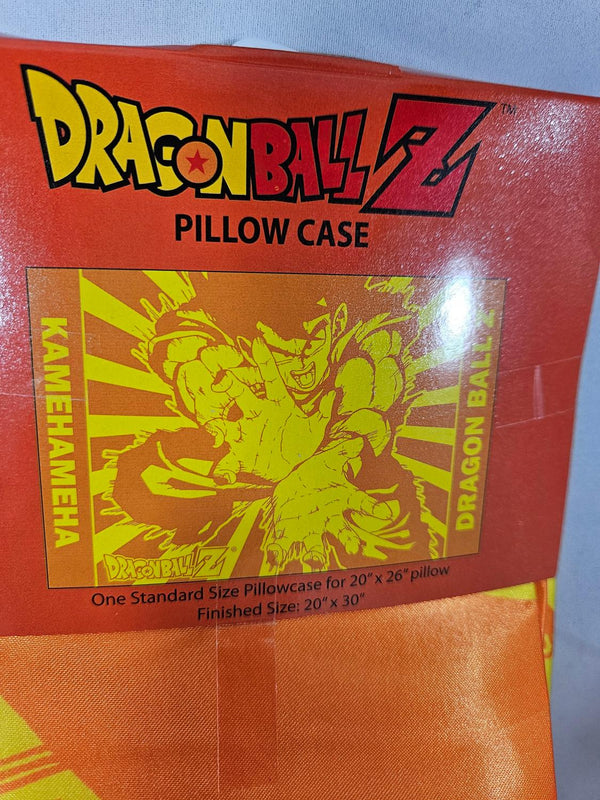 DRAGONBALL Z™
PILLOW CASE
KAMEHAMEHA
DRAGON BALL Z
DRAGONBALL Z®
One Standard Size Pillowcase for 20" x 26" pillow
Finished Size: 20" x 30"